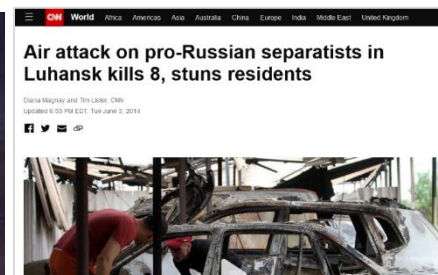 CNN World Africa Americas Asia Australia China Europe India Middle East United Kingdom
Air attack on pro-Russian separatists in
Luhansk kills 8, stuns residents
Diana Magnay and Tim Lister, CNN
Updated 6:53 PM EDT, Tue June 3, 2014